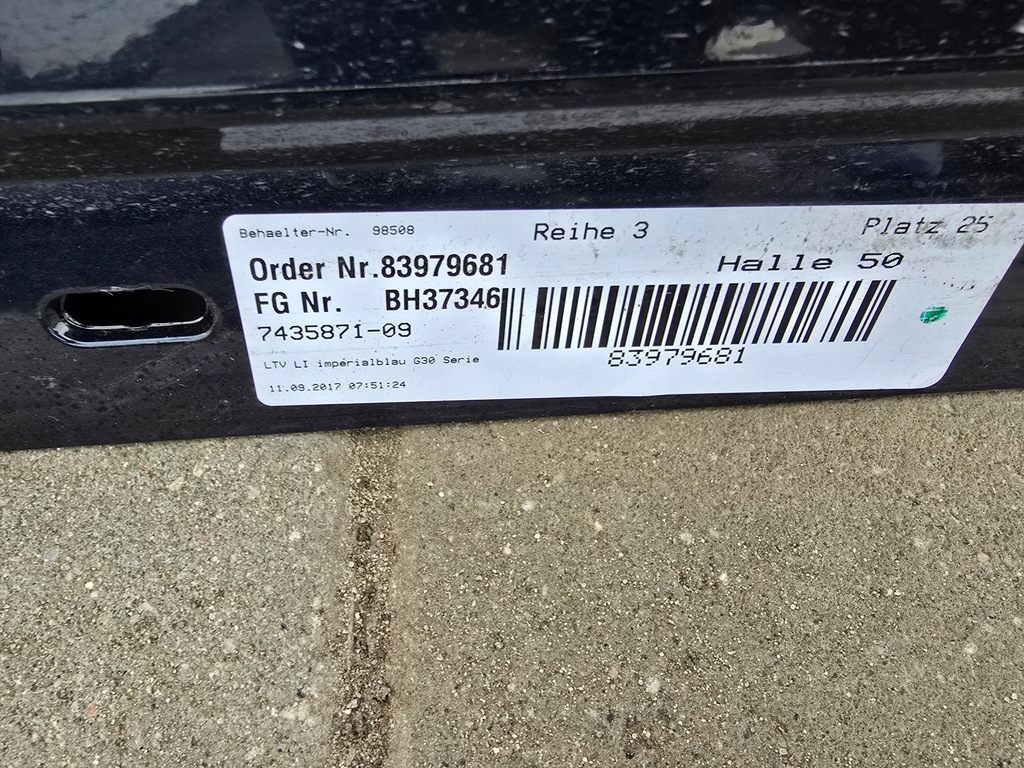 Behaelter-Nr. 98508 Reihe 3 Platz 25
Order Nr.83979681 Halle 50
FG Nr. BH37346
7435871-09
83979681
LTV LI imperialblau G30 Serie
11.09.2017 07:51:24